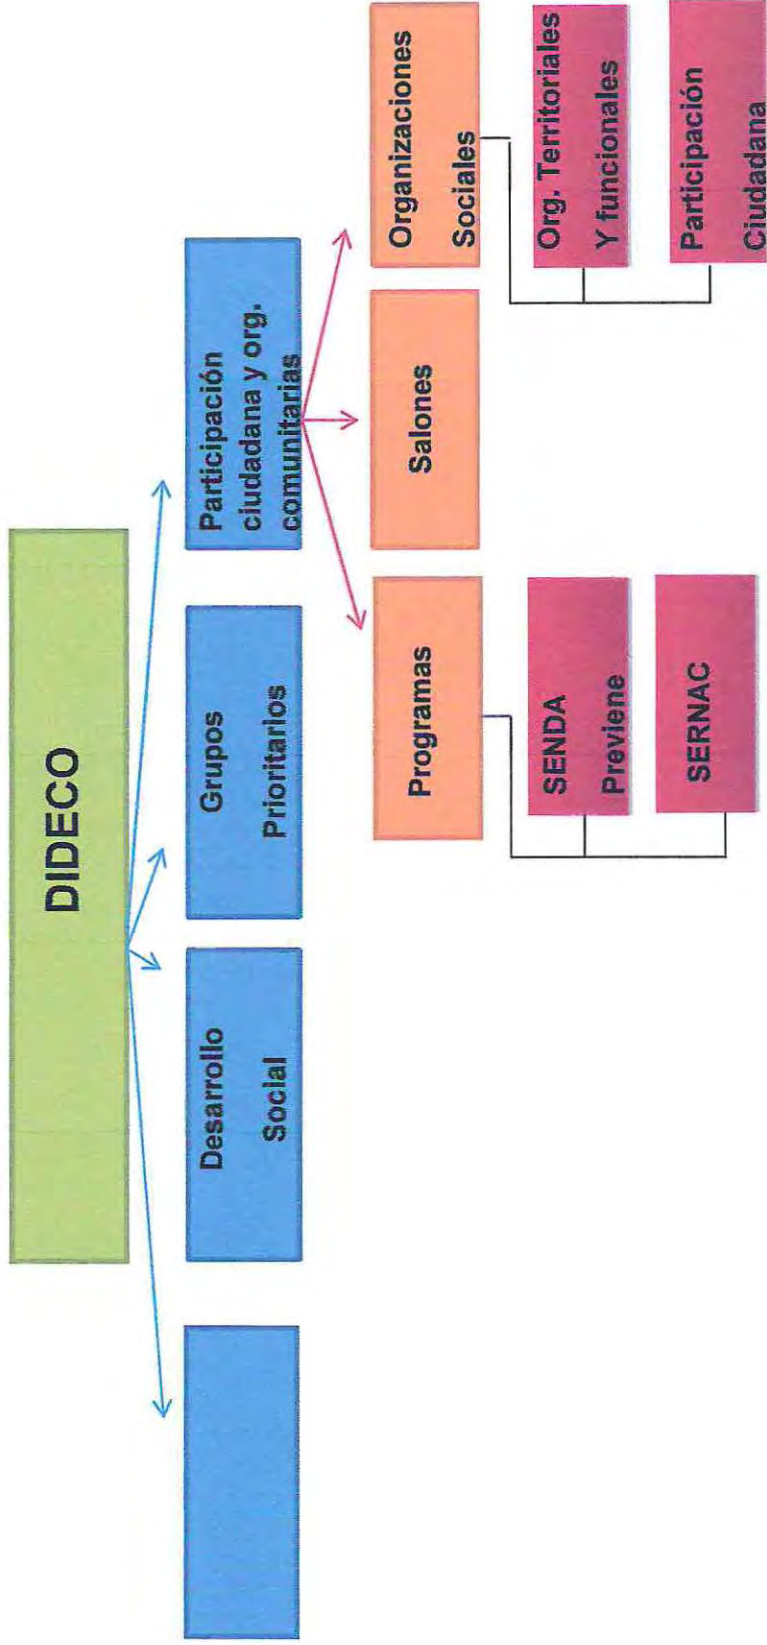 DIDECO
Desarrollo
Social
Grupos
Prioritarios
Participación
ciudadana y org.
comunitarias
Programas
Salones
Organizaciones
Sociales
SENDA
Previene
SERNAC
Org. Territoriales
Y funcionales
Participación
Ciudadana